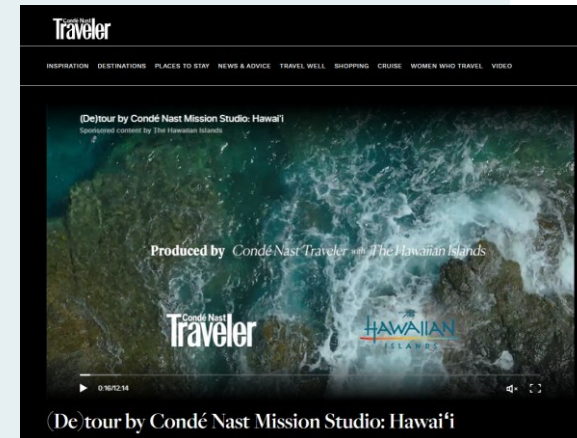 Condé Nast
Traveler
INSPIRATION DESTINATIONS PLACES TO STAY NEWS & ADVICE TRAVEL WELL SHOPPING CRUISE WOMEN WHO TRAVEL VIDEO
(De)tour by Condé Nast Mission Studio: Hawai'i
Sponsored content by The Hawaiian Islands
Produced by Condé Nast Traveler with The Hawaiian Islands
Condé Nast
Traveler
THE
HAWAIIAN
ISLANDS
0:16/12:14
(De)tour by Condé Nast Mission Studio: Hawaiʻi